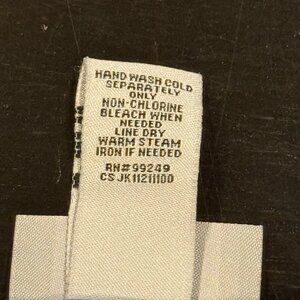 HAND WASH COLD
SEPARATELY
ONLY
NON-CHLORINE
BLEACH WHEN
NEEDED
LINE DRY
WARM STEAM
IRON IF NEEDED
RN# 99249
CS JK1121110D